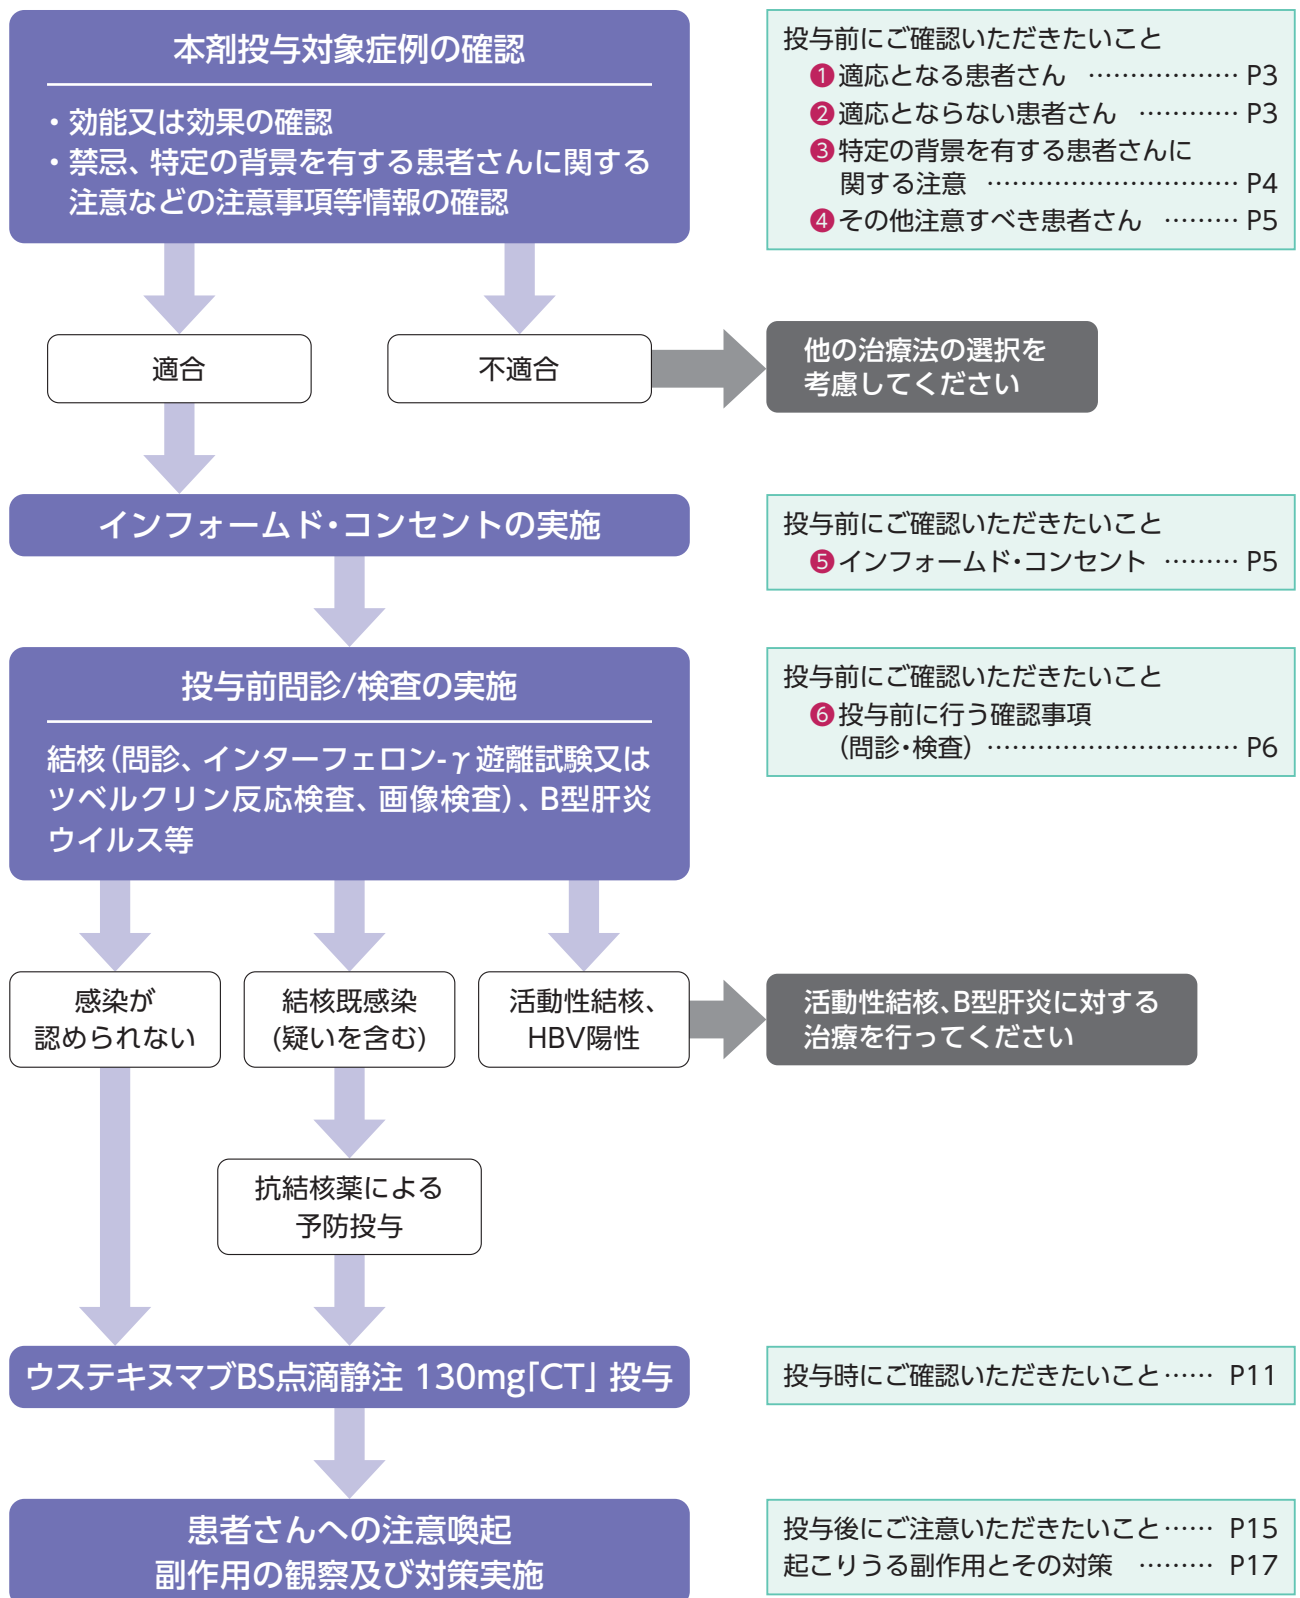 本剤投与対象症例の確認
・効能又は効果の確認
・禁忌、特定の背景を有する患者さんに関する
注意などの注意事項等情報の確認
投与前にご確認いただきたいこと
❶適応となる患者さん ……………… P3
❷適応とならない患者さん ………… P3
❸特定の背景を有する患者さんに
関する注意 ………………………… P4
❹その他注意すべき患者さん ……… P5
適合
不適合
他の治療法の選択を
考慮してください
インフォームド・コンセントの実施
投与前にご確認いただきたいこと
❺インフォームド・コンセント ……… P5
投与前問診/検査の実施
結核(問診、インターフェロン-γ遊離試験又は
ツベルクリン反応検査、画像検査)、B型肝炎
ウイルス等
投与前にご確認いただきたいこと
❻投与前に行う確認事項
(問診・検査) ………………………… P6
感染が
認められない
結核既感染
(疑いを含む)
活動性結核、
HBV陽性
活動性結核、B型肝炎に対する
治療を行ってください
抗結核薬による
予防投与
ウステキヌマブBS点滴静注 130mg「CT」 投与
投与時にご確認いただきたいこと…… P11
患者さんへの注意喚起
副作用の観察及び対策実施
投与後にご注意いただきたいこと…… P15
起こりうる副作用とその対策 ……… P17